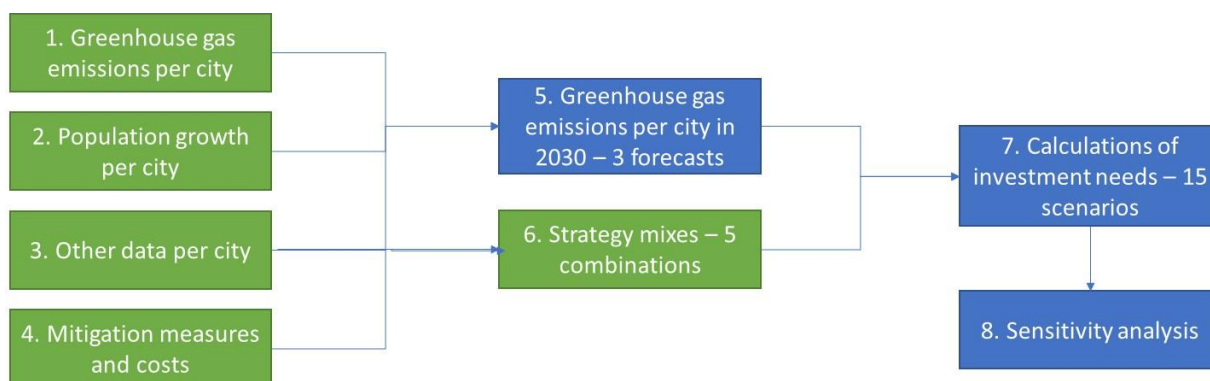 1. Greenhouse gas
emissions per city
2. Population growth
per city
3. Other data per city
4. Mitigation measures
and costs
5. Greenhouse gas
emissions per city in
2030 – 3 forecasts
6. Strategy mixes – 5
combinations
7. Calculations of
investment needs – 15
scenarios
8. Sensitivity analysis